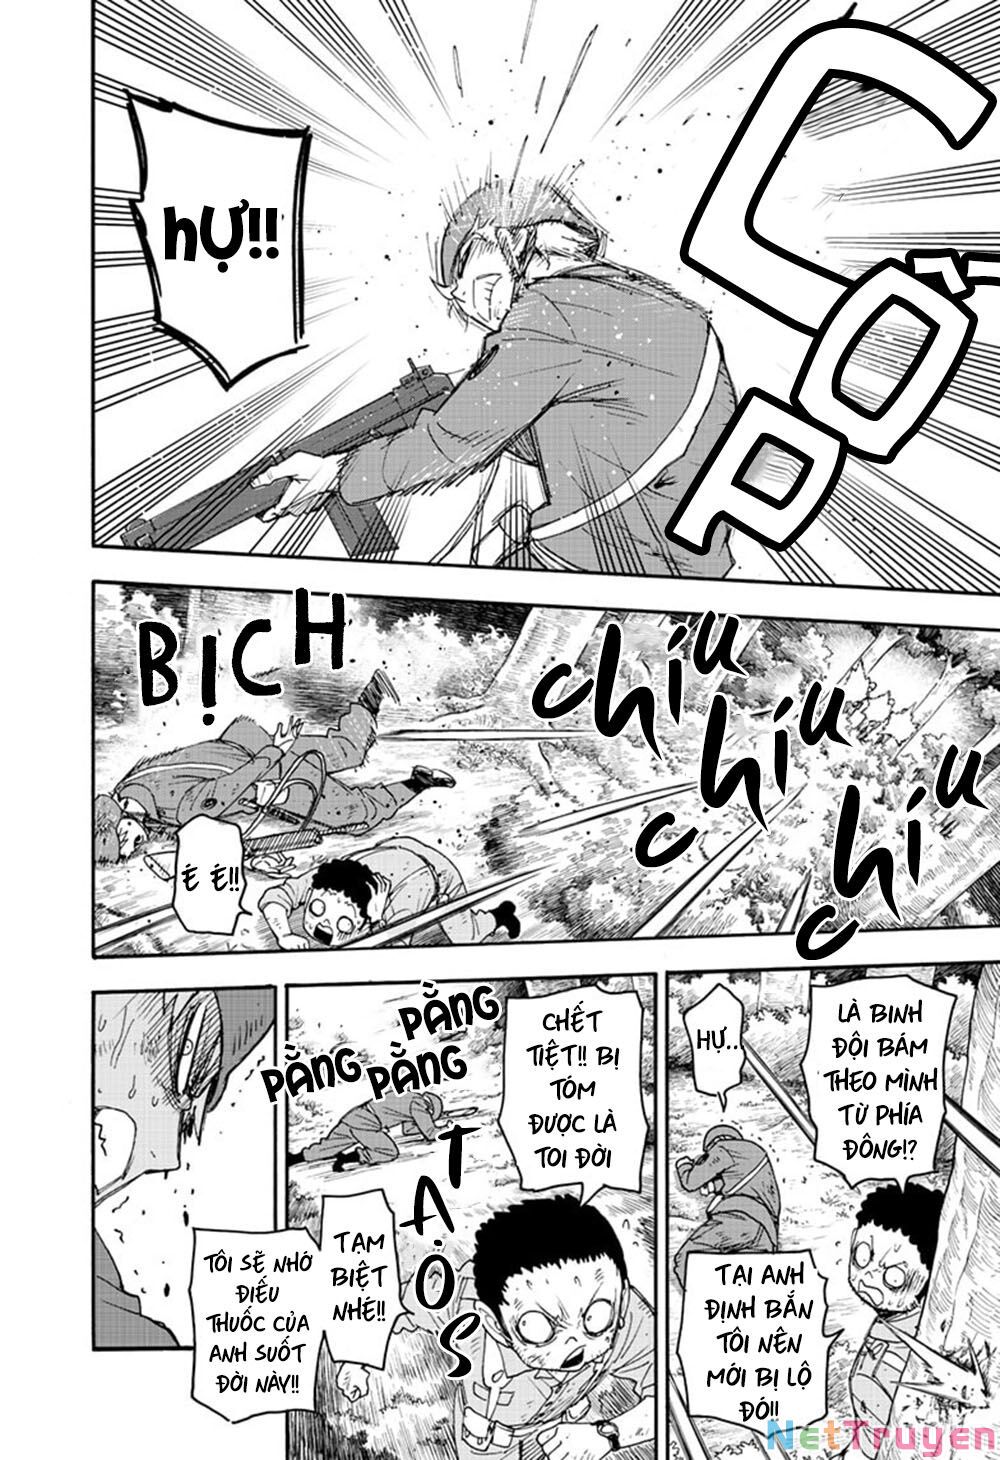 CỘP
HỰ!!
BỊCH
chíu
chíu
chíu
É É!!
LÀ BINH
ĐỘI BÁM
THEO MÌNH
TỪ PHÍA
ĐÔNG!?
HỰ..
TẠI ANH
ĐỊNH BẮN
TÔI NÊN
MỚI BỊ LỘ
ĐÓ!!
CHẾT
TIỆT!! BỊ
TÓM
ĐƯỢC LÀ
TOI ĐỜI
PẰNG
PẰNG
PẰNG
PẰNG
TẠOS
TẠM
BIỆT
NHÉ!!
TÔI SẼ NHỚ
ĐIẾU
THUỐC CỦA
ANH SUỐT
ĐỜI NÀY!!
NetTruyen